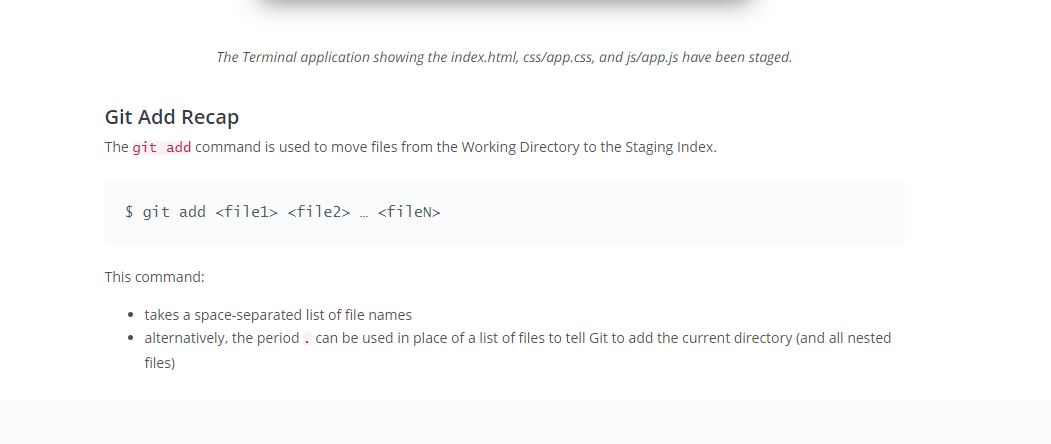 The Terminal application showing the index.html, css/app.css, and js/app.js have been staged.
Git Add Recap
The git add command is used to move files from the Working Directory to the Staging Index.
$ git add <file1> <file2> … <fileN>
This command:
• takes a space-separated list of file names
• alternatively, the period . can be used in place of a list of files to tell Git to add the current directory (and all nested
files)